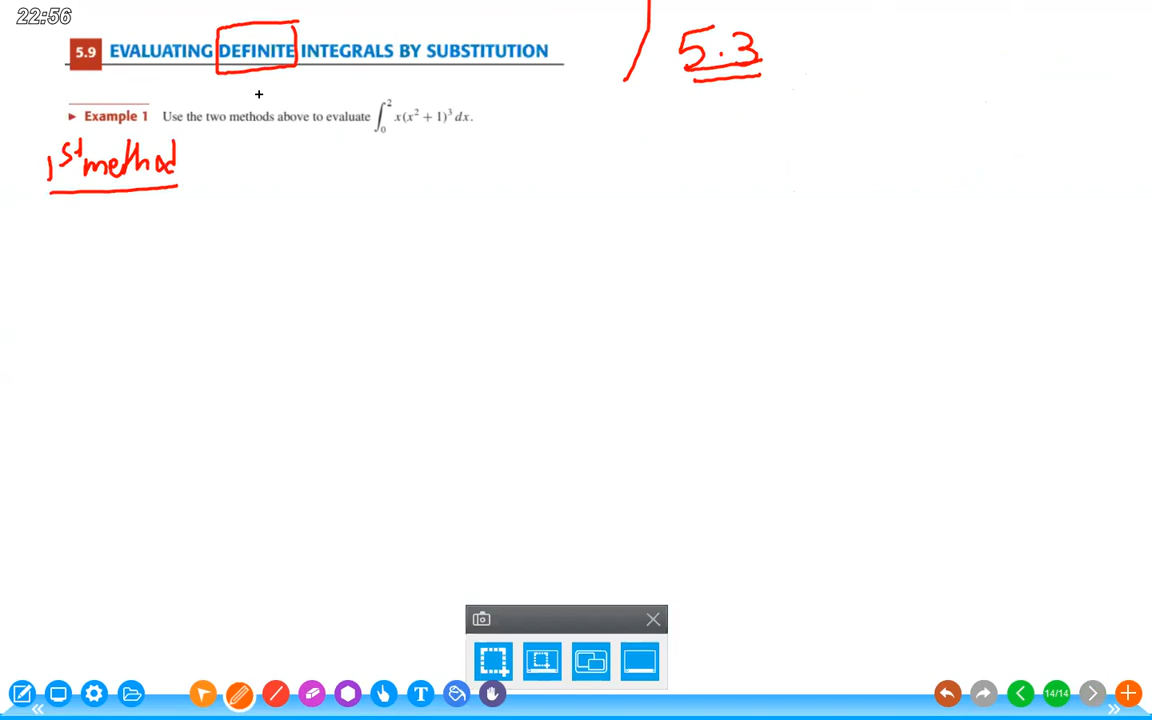 22:56
5.3
5.9 EVALUATING DEFINITE INTEGRALS BY SUBSTITUTION
► Example 1 Use the two methods above to evaluate ∫₀² x(x² + 1)³ dx.
1st method
14/14